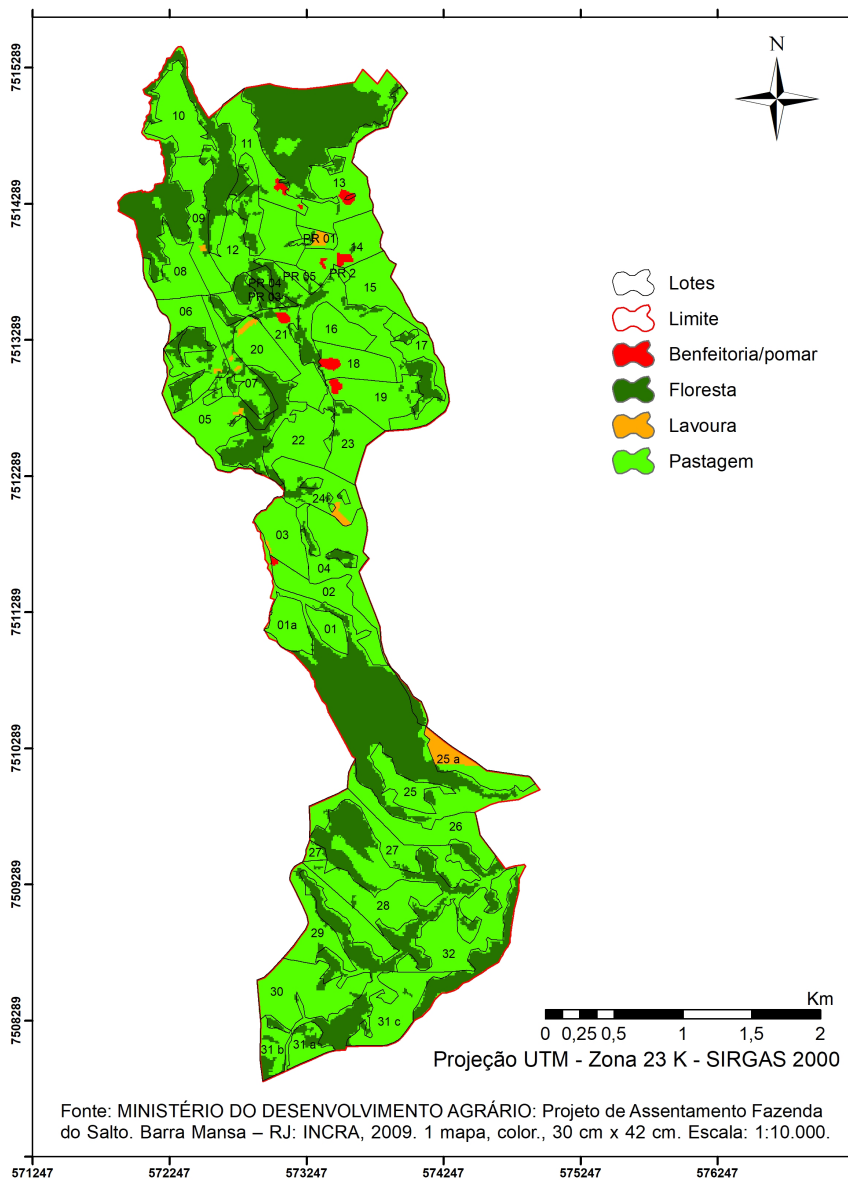 N
7515289
7514289
7513289
7512289
7511289
7510289
7509289
7508289
10
11
13
09
PR 01
14
12
08
PR 05
PR 2
PR 04
PR 03
15
06
16
21
17
20
18
07
19
05
22
23
24
03
04
02
01a
01
25 a
25
26
27
27
28
29
32
30
31 c
31 a
31 b
Lotes
Limite
Benfeitoria/pomar
Floresta
Lavoura
Pastagem
Km
0 0,25 0,5 1 1 2
Projeção UTM - Zona 23 K - SIRGAS 2000
Fonte: MINISTÉRIO DO DESENVOLVIMENTO AGRÁRIO: Projeto de Assentamento Fazenda
do Salto. Barra Mansa – RJ: INCRA, 2009. 1 mapa, color., 30 cm x 42 cm. Escala: 1:10.000.
571247 572247 573247 574247 575247 576247